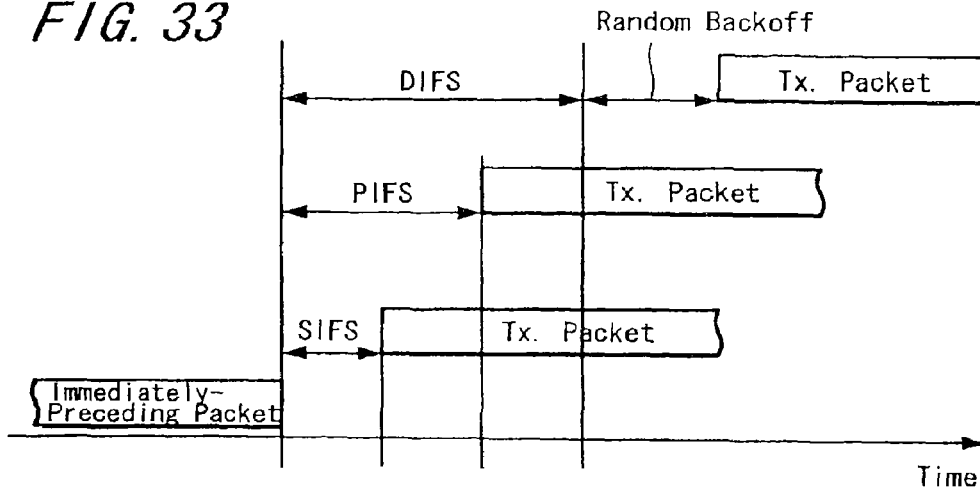 FIG. 33
Random Backoff
DIFS
Tx. Packet
PIFS
Tx. Packet
SIFS
Tx. Packet
Immediately-
Preceding Packet
Time